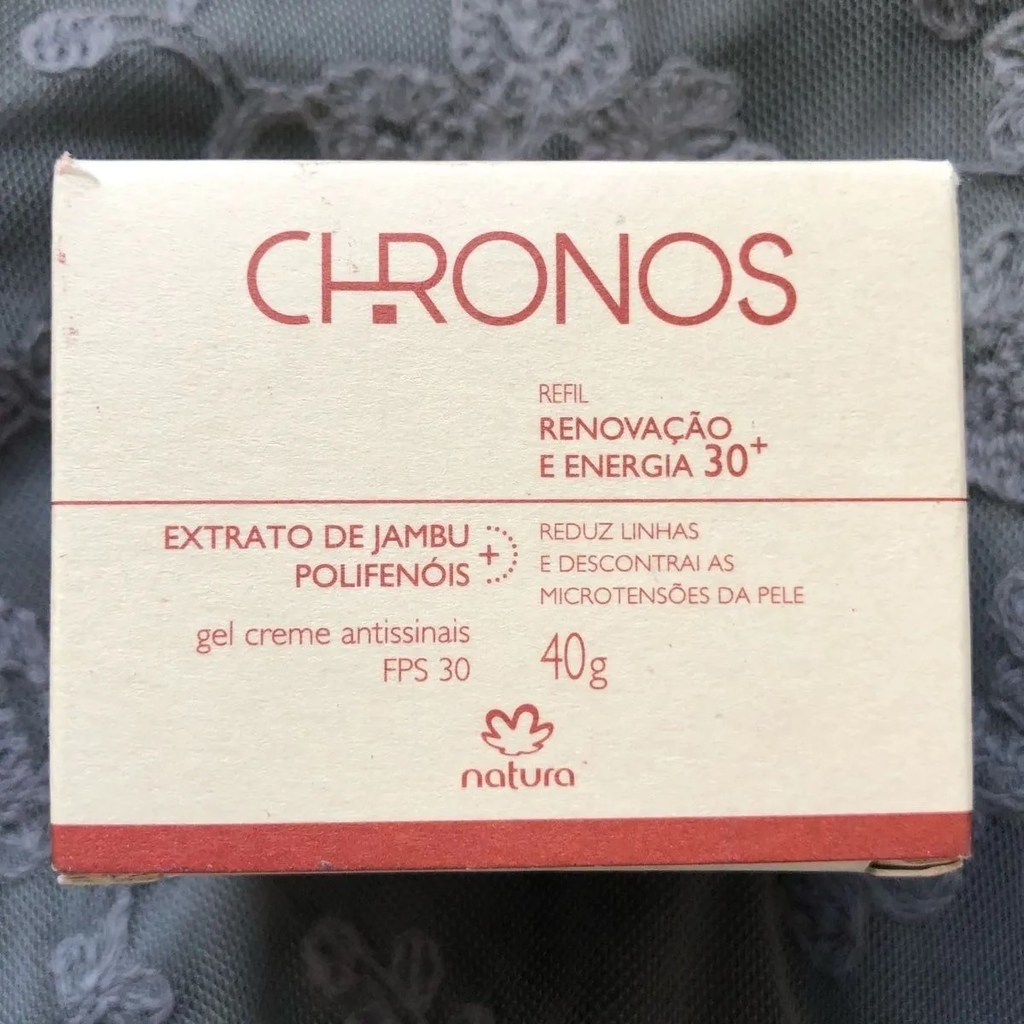 CHRONOS
REFIL
RENOVAÇÃO
E ENERGIA 30+
EXTRATO DE JAMBU
POLIFENÓIS
+
REDUZ LINHAS
E DESCONTRAI AS
MICROTENSÕES DA PELE
gel creme antissinais
FPS 30
40g
natura